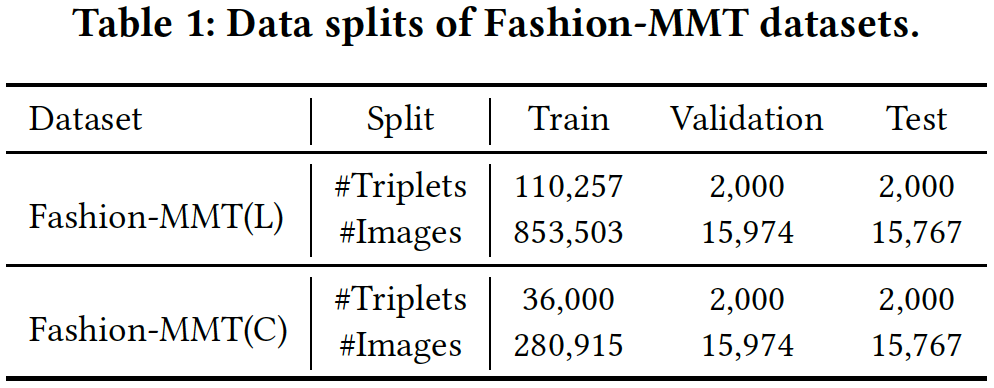 Table 1: Data splits of Fashion-MMT datasets.
Dataset Split Train Validation Test
Fashion-MMT(L) #Triplets 110,257 2,000 2,000
#Images 853,503 15,974 15,767
Fashion-MMT(C) #Triplets 36,000 2,000 2,000
#Images 280,915 15,974 15,767